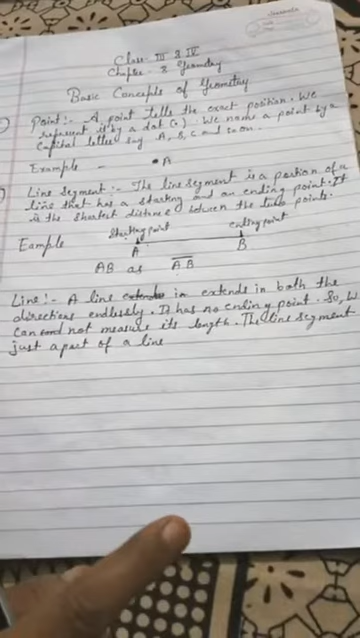 Class - III & IV
Chapter - 8 Geometry
Basic Concepts of Geometry
Point :- A point tells the exact position. We
represent it by a dot (.). We name a point by a
capital letter say A, B, C and so on.
Example - • A
Line Segment :- The line segment is a portion of a
line that has a starting and an ending point. It
is the shortest distance between the two points.
Starting point ending point
Eample A B
AB as AB
Line :- A line extends in extends in both the
directions endlessly. It has no ending point. So, W
can not measure its length. The line segment
just a part of a line